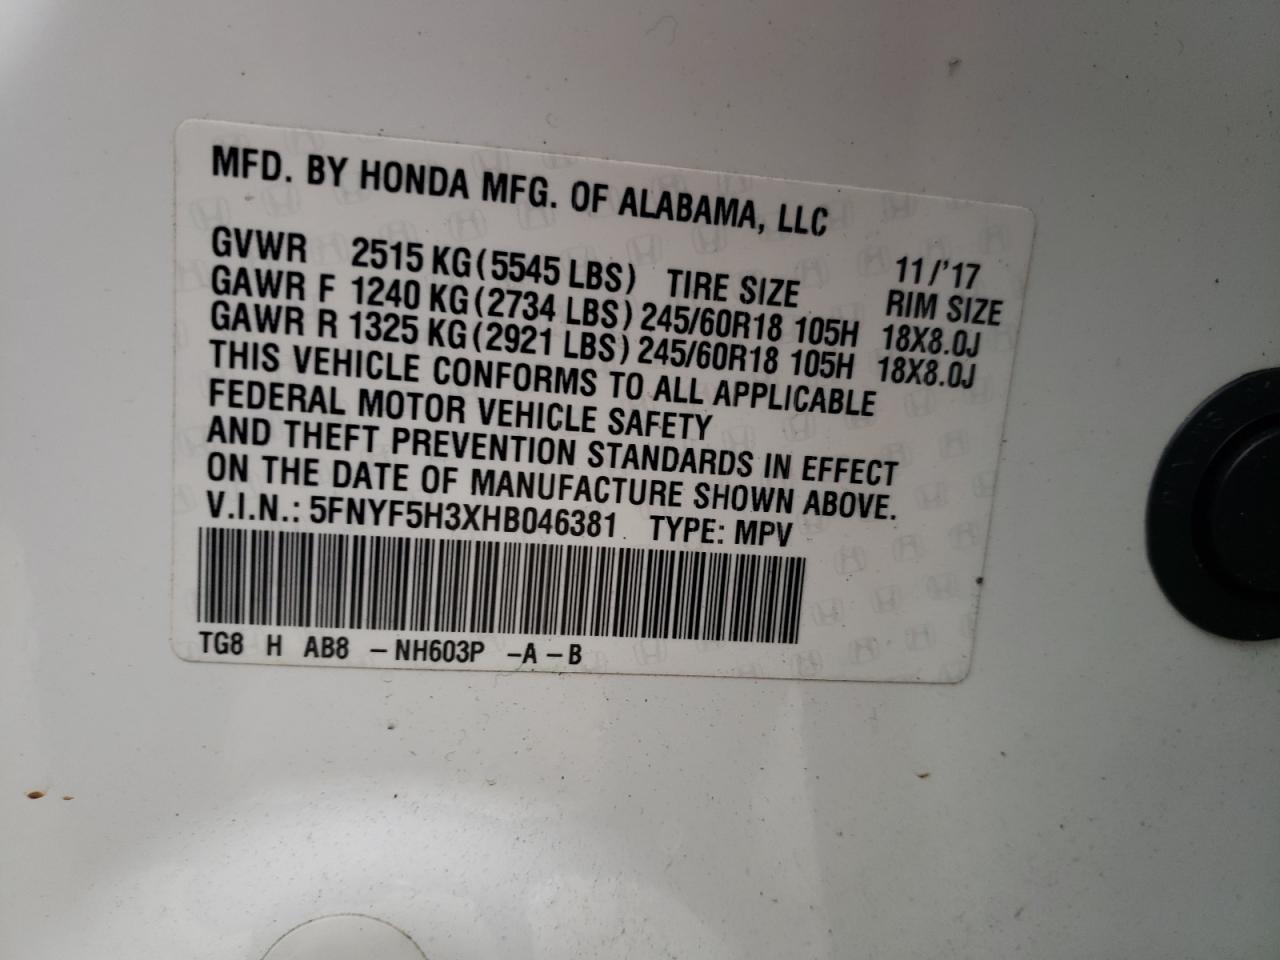 MFD. BY HONDA MFG. OF ALABAMA, LLC
11/'17
GVWR 2515 KG(5545 LBS) TIRE SIZE RIM SIZE
GAWR F 1240 KG(2734 LBS) 245/60R18 105H 18X8.0J
GAWR R 1325 KG(2921 LBS) 245/60R18 105H 18X8.0J
THIS VEHICLE CONFORMS TO ALL APPLICABLE
FEDERAL MOTOR VEHICLE SAFETY
AND THEFT PREVENTION STANDARDS IN EFFECT
ON THE DATE OF MANUFACTURE SHOWN ABOVE.
V.I.N.: 5FNYF5H3XHB046381 TYPE: MPV
TG8 H AB8 -NH603P -A -B